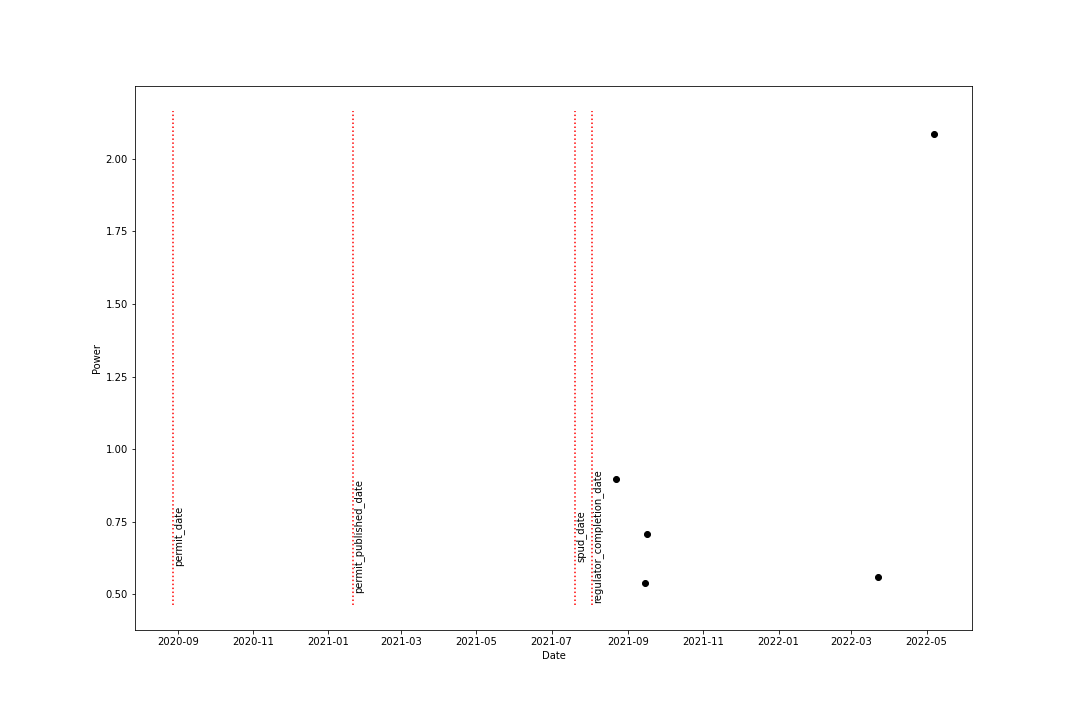 2.00
1.75
1.50
1.25
1.00
0.75
0.50
Power
permit_date
permit_published_date
spud_date
regulator_completion_date
2020-09 2020-11 2021-01 2021-03 2021-05 2021-07 2021-09 2021-11 2022-01 2022-03 2022-05
Date